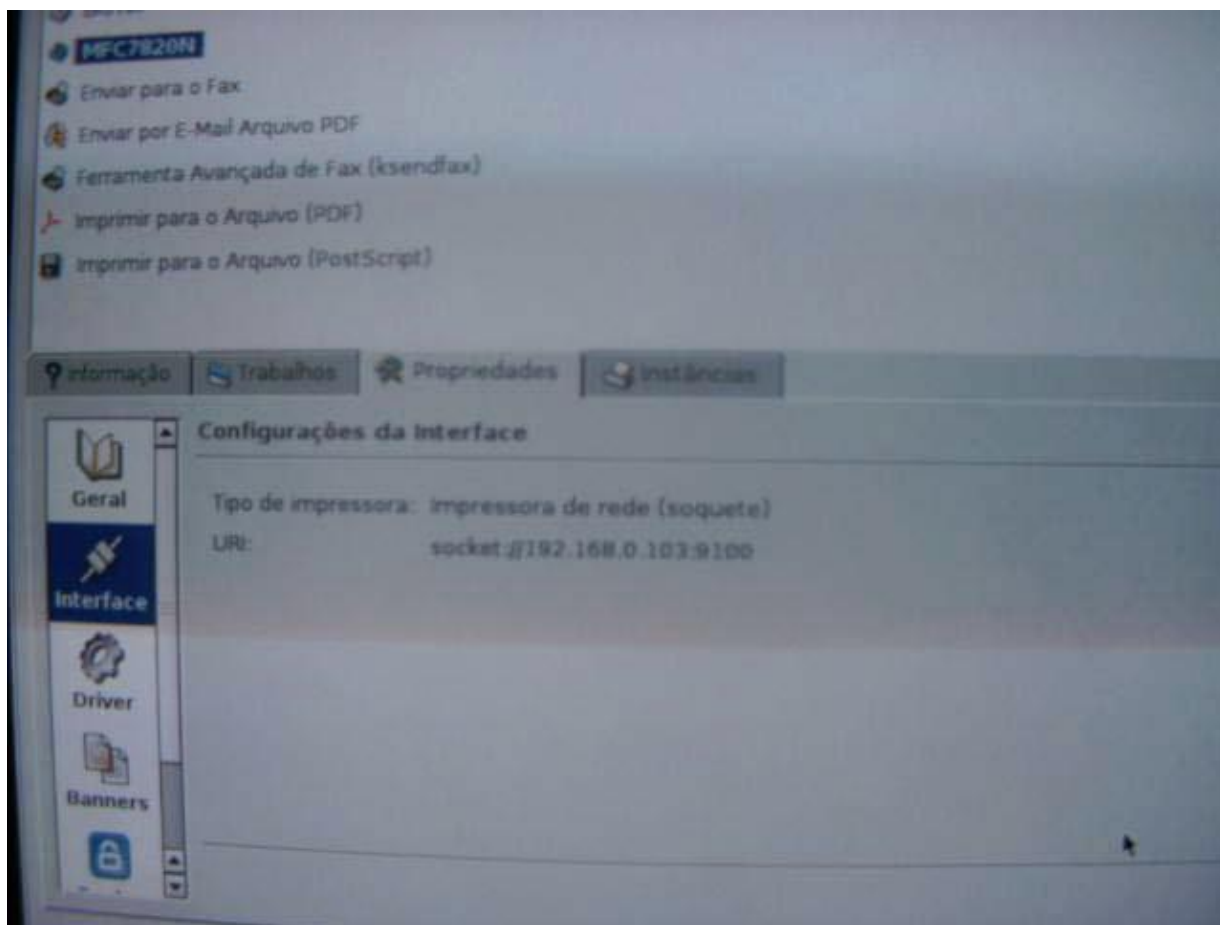 MFC7820N
Enviar para o Fax
Enviar por E-Mail Arquivo PDF
Ferramenta Avançada de Fax (ksendfax)
Imprimir para o Arquivo (PDF)
Imprimir para o Arquivo (PostScript)
Informação Trabalhos Propriedades Instâncias
Configurações da Interface
Geral
Tipo de impressora: Impressora de rede (soquete)
URI: socket://192.168.0.103:9100
Interface
Driver
Banners